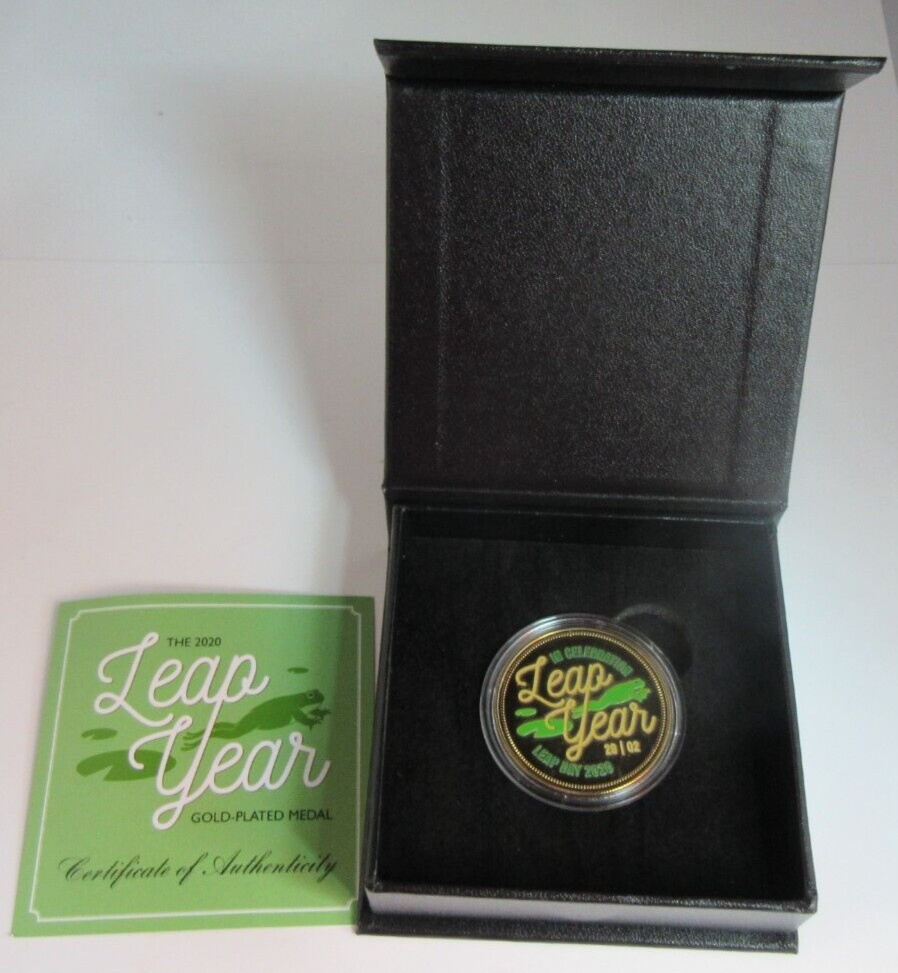 THE 2020
Leap
Year
GOLD-PLATED MEDAL
Certificate of Authenticity
IN CELEBRATION
Leap
Year
29 | 02
LEAP DAY 2020